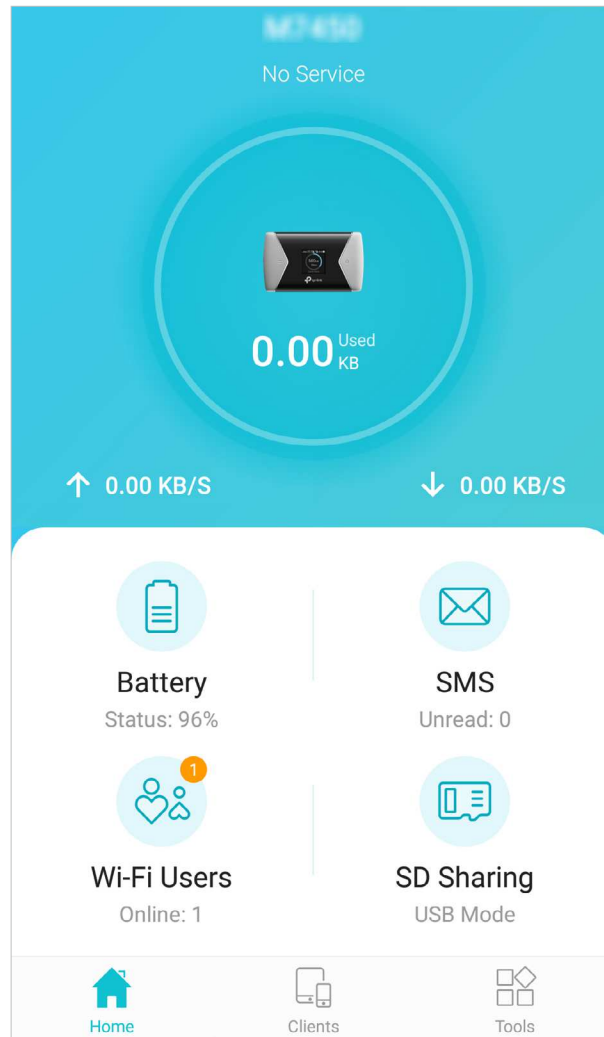 M7450
No Service
0.00 Used KB
0.00 KB/S
0.00 KB/S
Battery
SMS
Status: 96%
Unread: 0
1
Wi-Fi Users
SD Sharing
Online: 1
USB Mode
Home
Clients
Tools